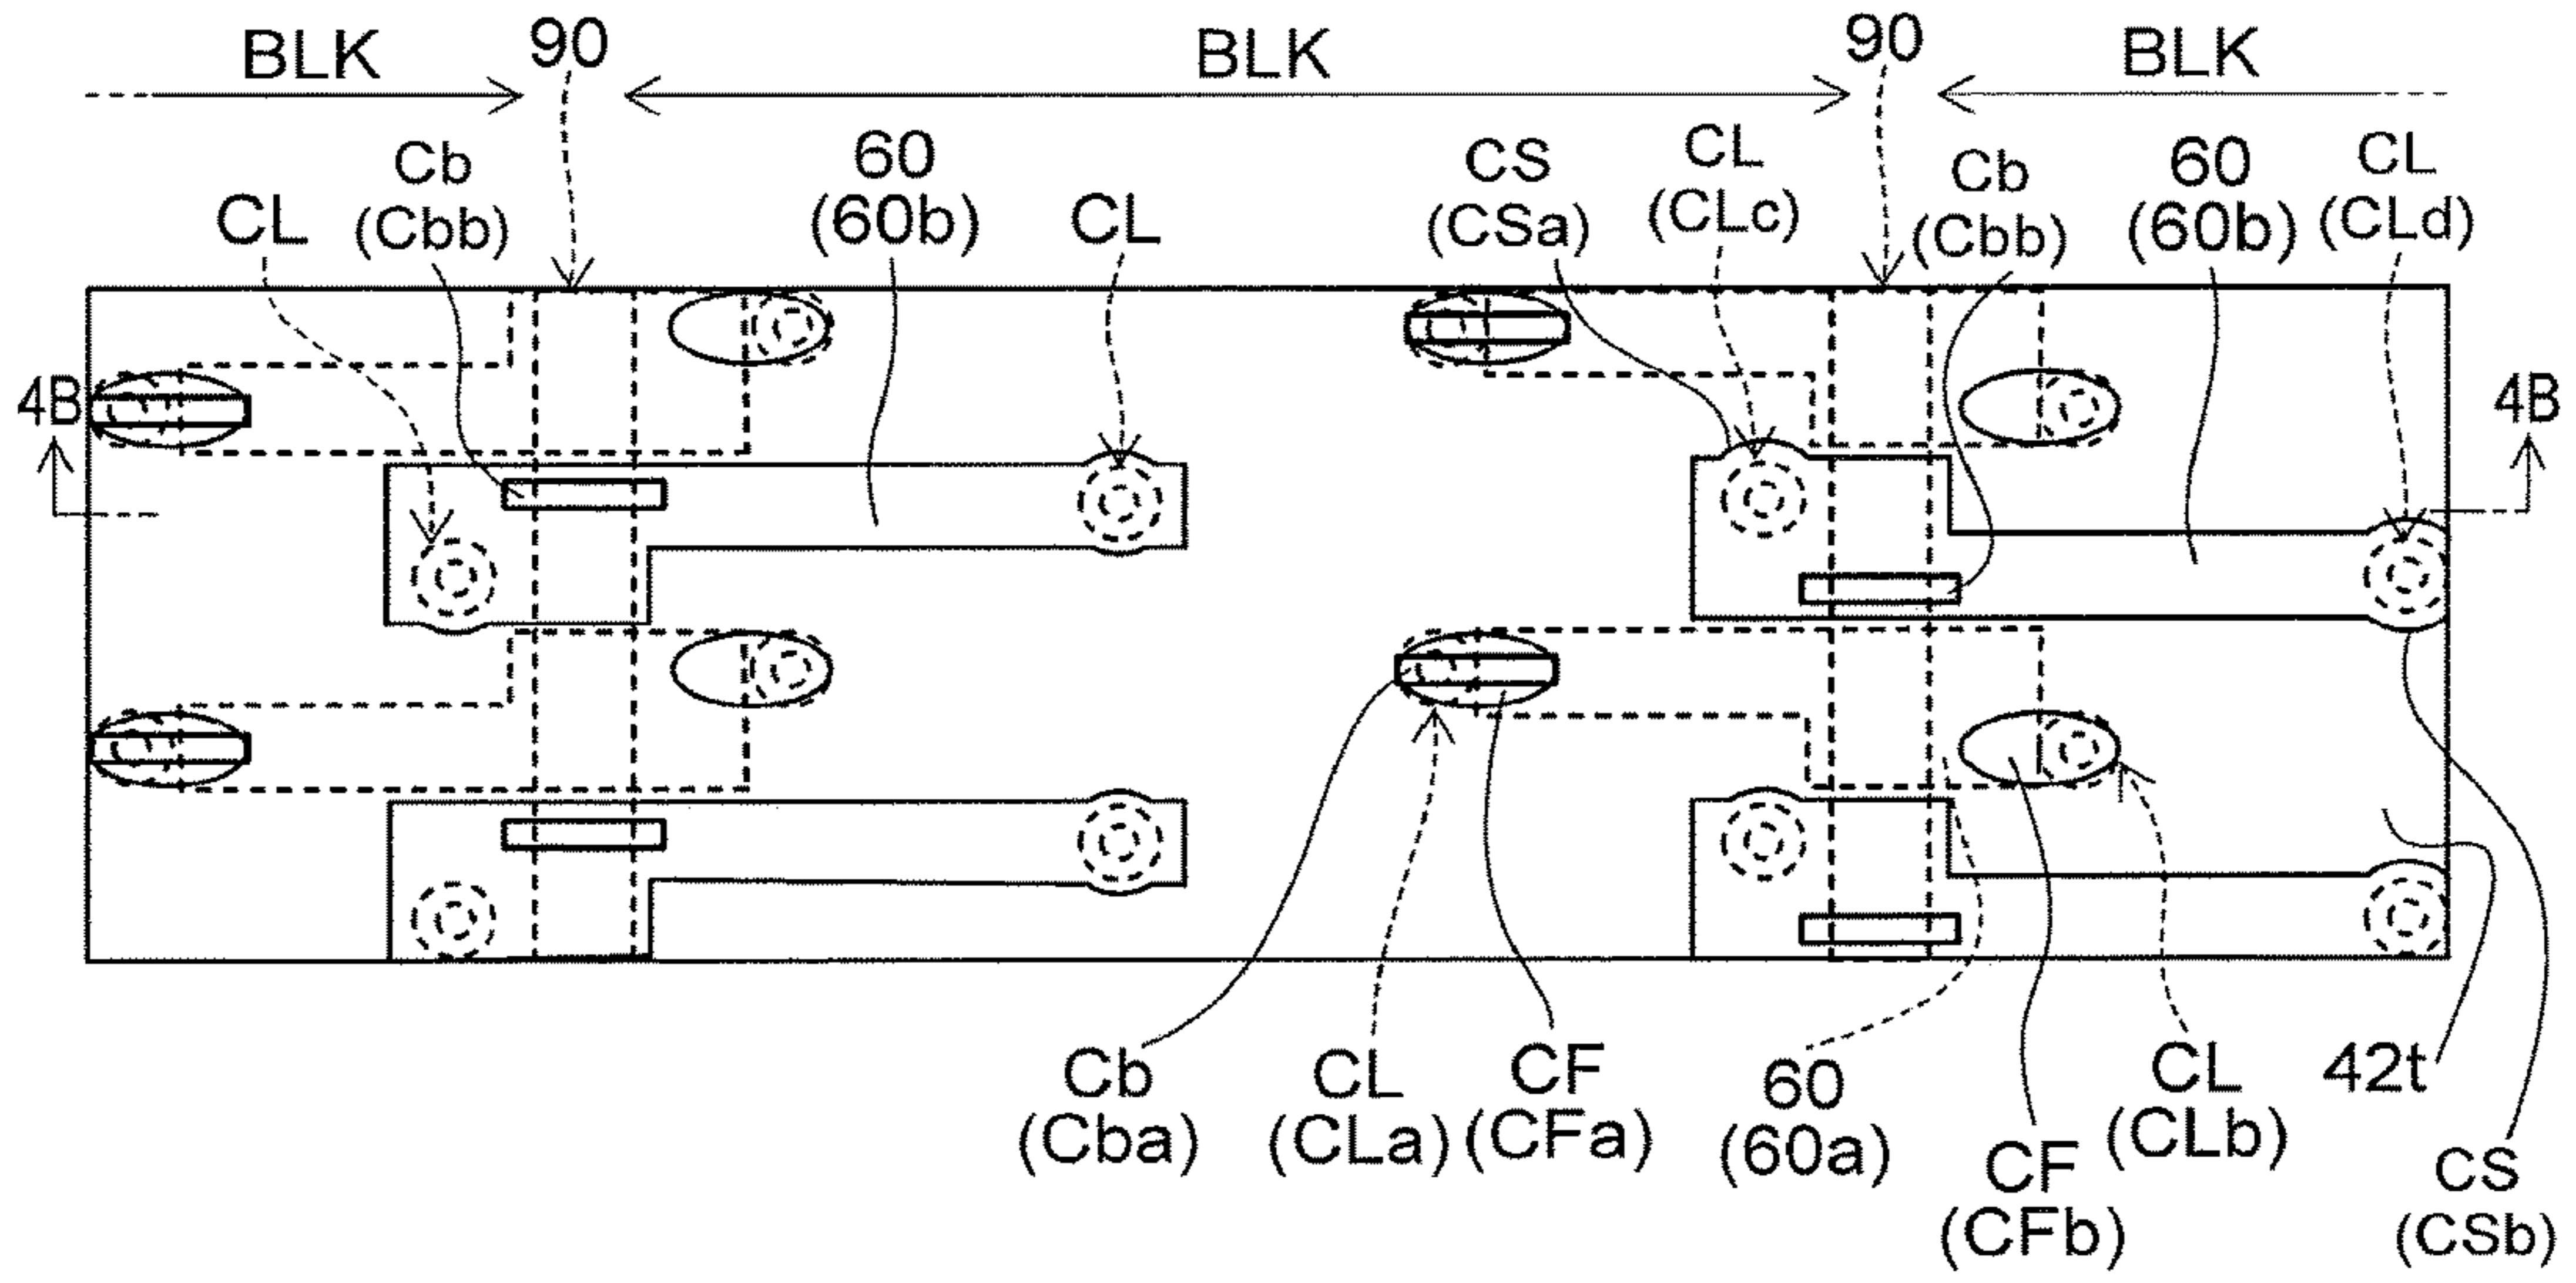 BLK
90
BLK
90
BLK
CL
Cb
(Cbb)
60
(60b)
CL
CS
(CSa)
CL
(CLc)
Cb
(Cbb)
60
(60b)
CL
(CLd)
4B
4B
Cb
(Cba)
CL
(CLa)
CF
(CFa)
60
(60a)
CF
(CFb)
CL
(CLb)
42t
CS
(CSb)